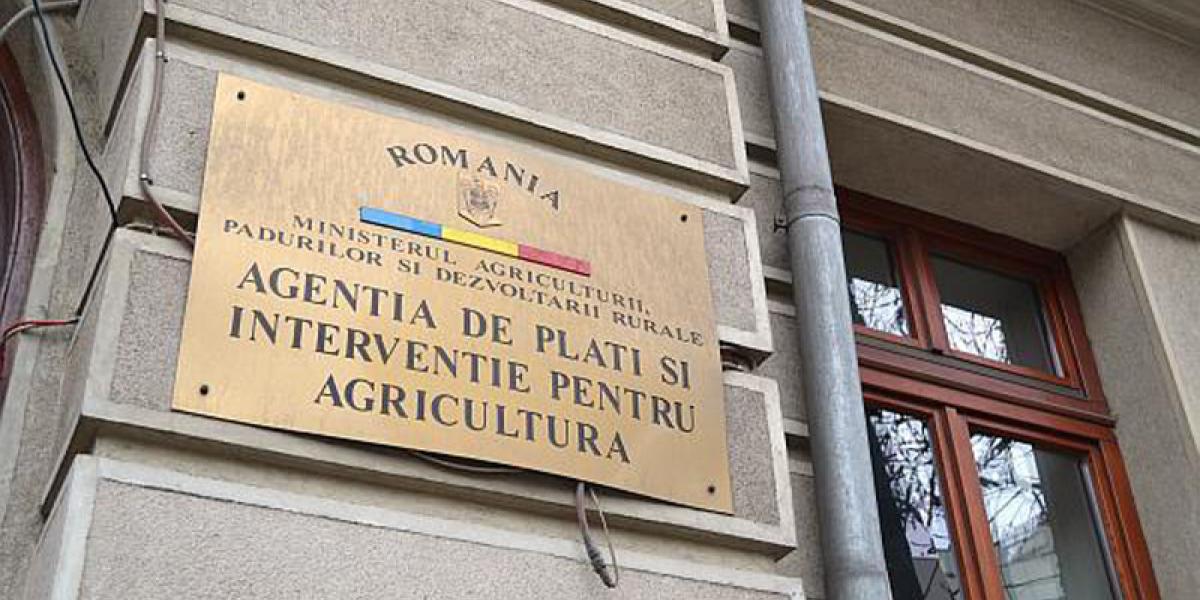 ROMANIA
MINISTERUL AGRICULTURII,
PADURILOR SI DEZVOLTARII RURALE
AGENTIA DE PLATI SI
INTERVENTIE PENTRU
AGRICULTURA